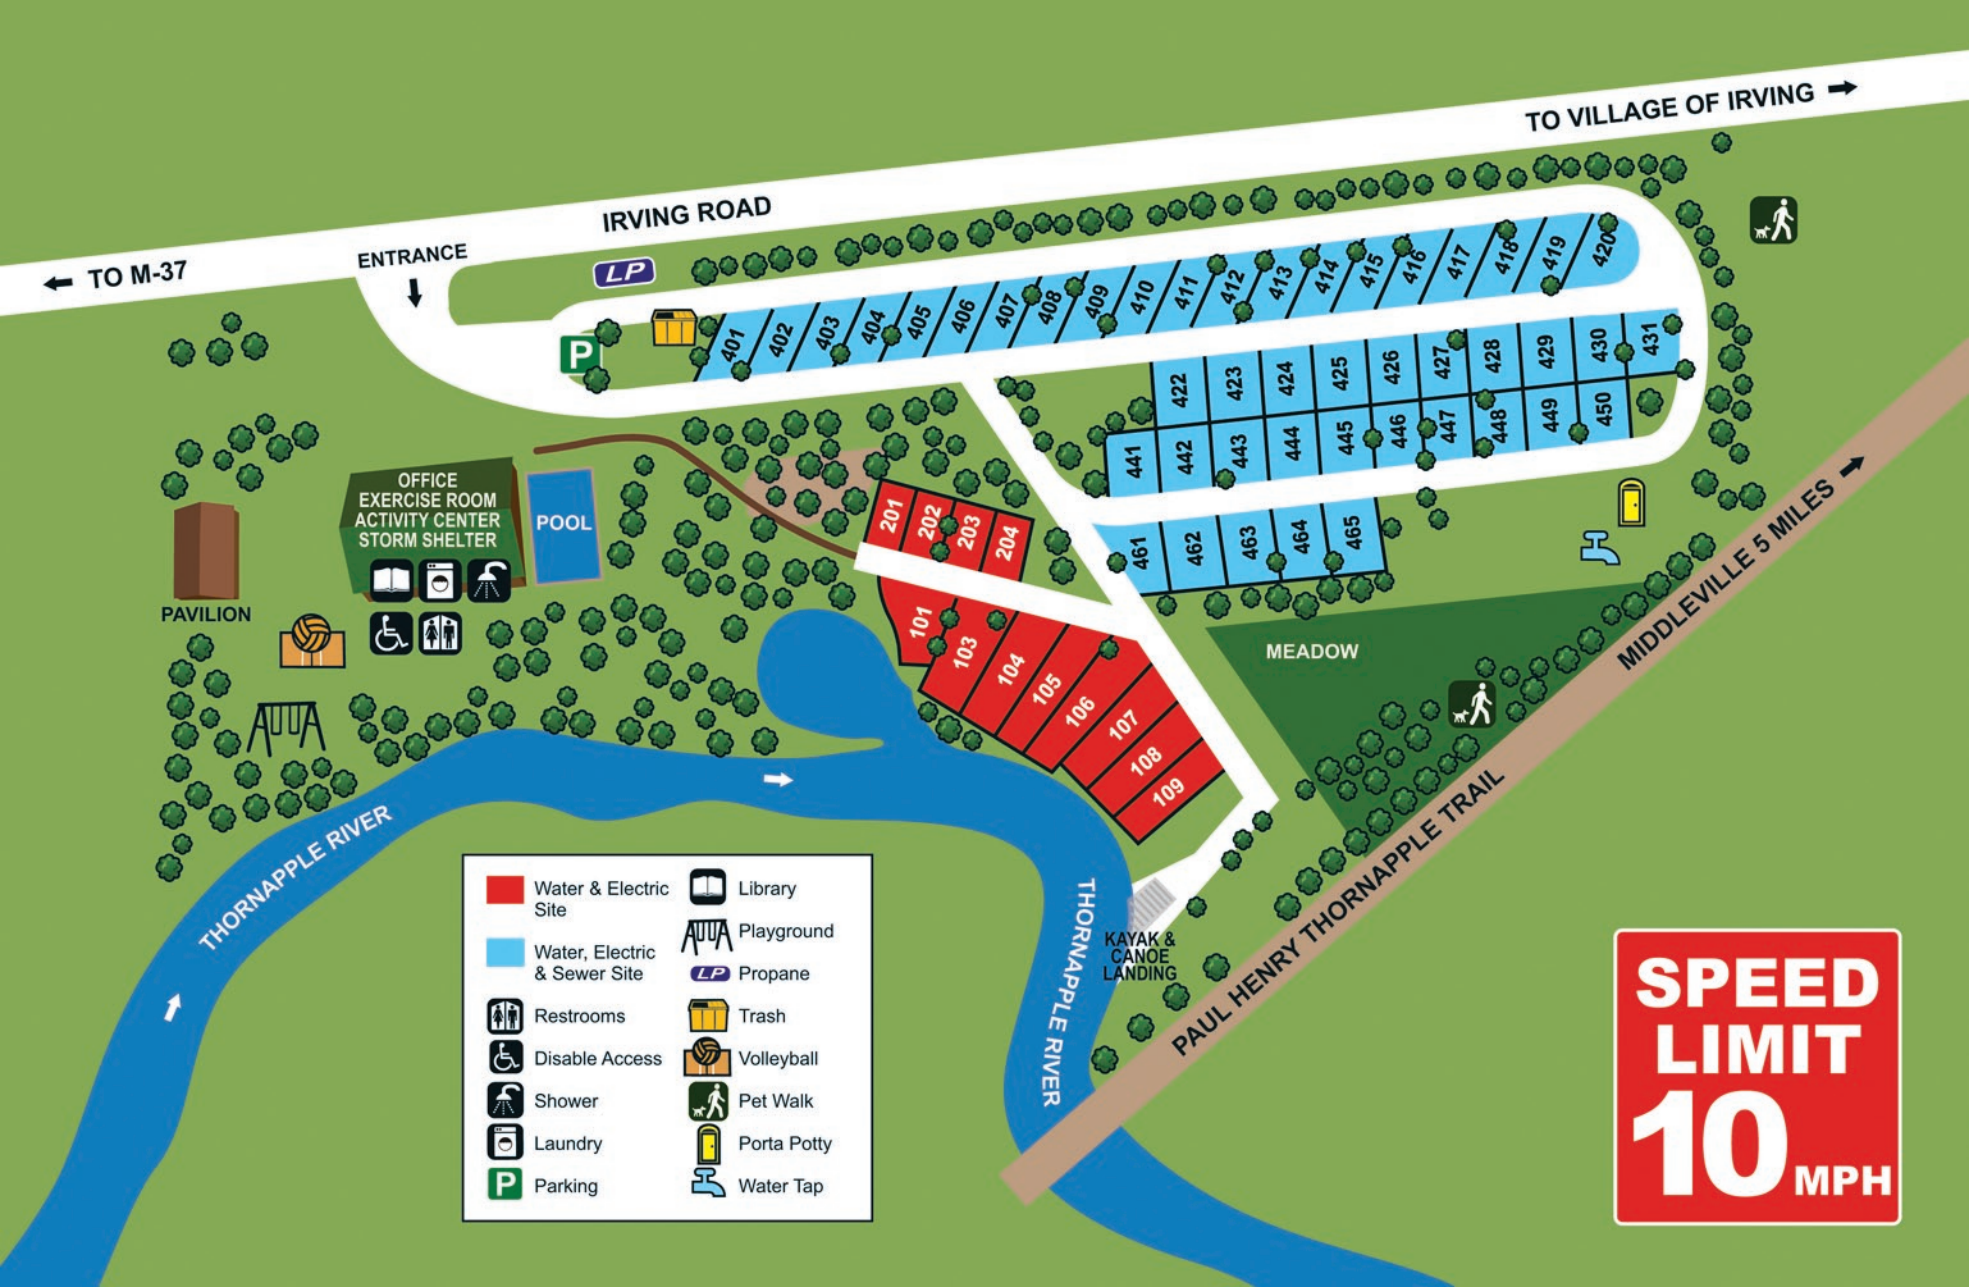 TO VILLAGE OF IRVING
IRVING ROAD
ENTRANCE
TO M-37
LP
P
401
402
403
404
405
406
407
408
409
410
411
412
413
414
415
416
417
418
419
420
422
423
424
425
426
427
428
429
430
431
441
442
443
444
445
446
447
448
449
450
461
462
463
464
465
OFFICE
EXERCISE ROOM
ACTIVITY CENTER
STORM SHELTER
POOL
PAVILION
201
202
203
204
101
103
104
105
106
107
108
109
MEADOW
MIDDLEVILLE 5 MILES
PAUL HENRY THORNAPPLE TRAIL
THORNAPPLE RIVER
THORNAPPLE RIVER
KAYAK &
CANOE
LANDING
Water & Electric
Site
Water, Electric
& Sewer Site
Restrooms
Disable Access
Shower
Laundry
P Parking
Library
Playground
LP Propane
Trash
Volleyball
Pet Walk
Porta Potty
Water Tap
SPEED
LIMIT
10 MPH